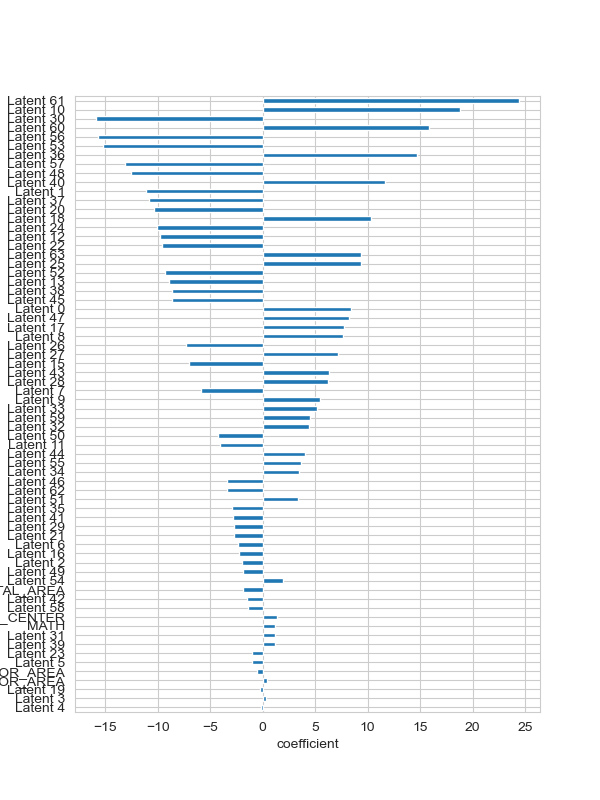 Latent 61
Latent 10
Latent 30
Latent 60
Latent 56
Latent 53
Latent 36
Latent 57
Latent 48
Latent 40
Latent 1
Latent 37
Latent 20
Latent 18
Latent 24
Latent 12
Latent 22
Latent 63
Latent 25
Latent 52
Latent 13
Latent 38
Latent 45
Latent 0
Latent 47
Latent 17
Latent 8
Latent 26
Latent 27
Latent 15
Latent 43
Latent 28
Latent 7
Latent 9
Latent 33
Latent 59
Latent 32
Latent 50
Latent 11
Latent 44
Latent 55
Latent 34
Latent 46
Latent 62
Latent 51
Latent 35
Latent 41
Latent 29
Latent 21
Latent 6
Latent 16
Latent 2
Latent 49
Latent 54
TAL_AREA
Latent 42
Latent 58
_CENTER
MATH
Latent 31
Latent 39
Latent 23
Latent 5
OR_AREA
OR_AREA
Latent 19
Latent 3
Latent 4
−15 −10 −5 0 5 10 15 20 25
coefficient